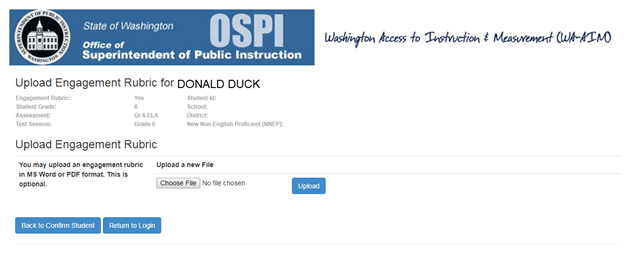 State of Washington
OSPI
Office of
Superintendent of Public Instruction
Washington Access to Instruction & Measurement (WA-AIM)
Upload Engagement Rubric for DONALD DUCK
Engagement Rubric: Yes Student Id:
Student Grade: 6 School:
Assessment: Gr 6 ELA District:
Test Session: Grade 6 New Non-English Proficient (NNEP):
Upload Engagement Rubric
You may upload an engagement rubric
in MS Word or PDF format. This is
optional.
Upload a new File
Choose File No file chosen
Upload
Back to Confirm Student Return to Login